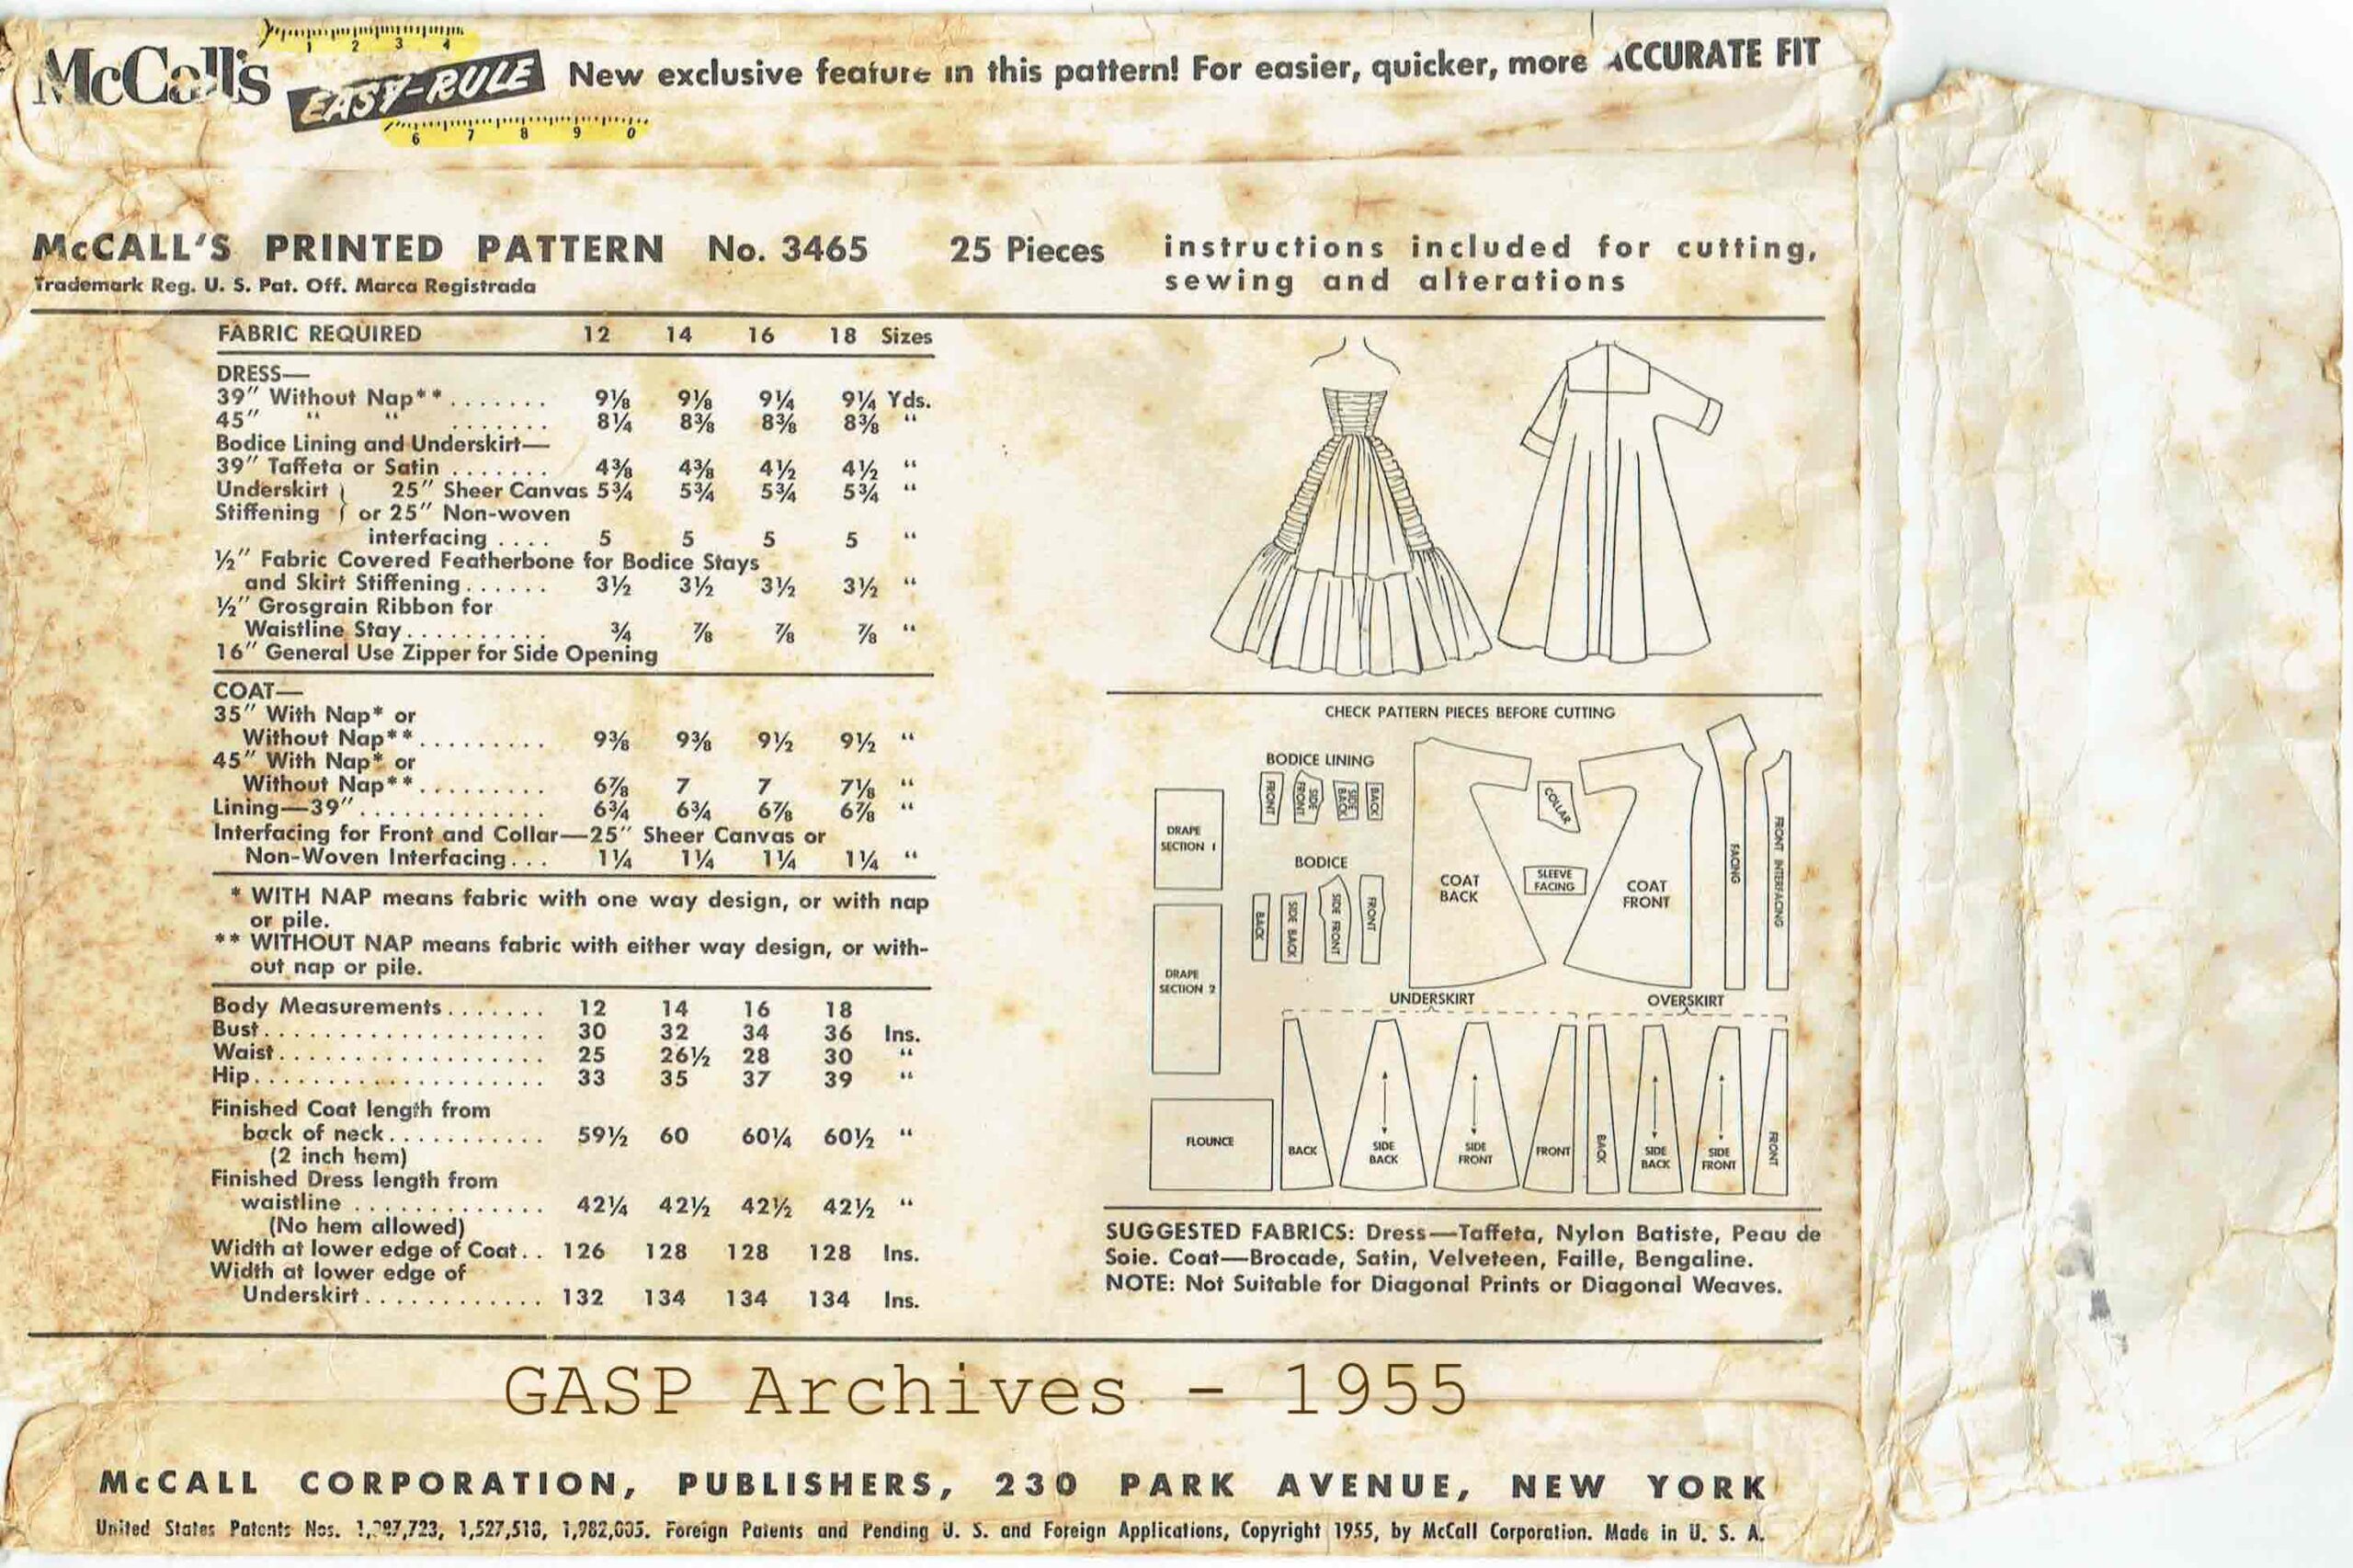 McCall's
1 2 3 4
EASY-RULE
6 7 8 9 0
New exclusive feature in this pattern! For easier, quicker, more ACCURATE FIT
McCALL'S PRINTED PATTERN No. 3465 25 Pieces
instructions included for cutting,
sewing and alterations
Trademark Reg. U. S. Pat. Off. Marca Registrada
FABRIC REQUIRED 12 14 16 18 Sizes
DRESS—
39" Without Nap**....... 9⅛ 9⅛ 9¼ 9¼ Yds.
45" " " ....... 8¼ 8⅜ 8⅜ 8⅜ "
Bodice Lining and Underskirt—
39" Taffeta or Satin ....... 4⅜ 4⅜ 4½ 4½ "
Underskirt } 25" Sheer Canvas 5¾ 5¾ 5¾ 5¾ "
Stiffening } or 25" Non-woven
interfacing .... 5 5 5 5 "
½" Fabric Covered Featherbone for Bodice Stays
and Skirt Stiffening...... 3½ 3½ 3½ 3½ "
½" Grosgrain Ribbon for
Waistline Stay.......... ¾ ⅞ ⅞ ⅞ "
16" General Use Zipper for Side Opening
COAT—
35" With Nap* or
Without Nap**......... 9⅜ 9⅜ 9½ 9½ "
45" With Nap* or
Without Nap**......... 6⅞ 7 7 7⅛ "
Lining—39"............. 6¾ 6¾ 6⅞ 6⅞ "
Interfacing for Front and Collar—25" Sheer Canvas or
Non-Woven Interfacing... 1¼ 1¼ 1¼ 1¼ "
* WITH NAP means fabric with one way design, or with nap
or pile.
** WITHOUT NAP means fabric with either way design, or with-
out nap or pile.
Body Measurements....... 12 14 16 18
Bust.................. 30 32 34 36 Ins.
Waist................. 25 26½ 28 30 "
Hip................... 33 35 37 39 "
Finished Coat length from
back of neck........... 59½ 60 60¼ 60½ "
(2 inch hem)
Finished Dress length from
waistline ............. 42¼ 42½ 42½ 42½ "
(No hem allowed)
Width at lower edge of Coat.. 126 128 128 128 Ins.
Width at lower edge of
Underskirt............ 132 134 134 134 Ins.
CHECK PATTERN PIECES BEFORE CUTTING
BODICE LINING
FRONT
SIDE FRONT
SIDE BACK
BACK
DRAPE
SECTION 1
BODICE
BACK
SIDE BACK
SIDE FRONT
FRONT
DRAPE
SECTION 2
COAT
BACK
COLLAR
SLEEVE
FACING
COAT
FRONT
FACING
FRONT INTERFACING
UNDERSKIRT
OVERSKIRT
FLOUNCE
BACK
SIDE
BACK
SIDE
FRONT
FRONT
BACK
SIDE
BACK
SIDE
FRONT
FRONT
SUGGESTED FABRICS: Dress—Taffeta, Nylon Batiste, Peau de
Soie. Coat—Brocade, Satin, Velveteen, Faille, Bengaline.
NOTE: Not Suitable for Diagonal Prints or Diagonal Weaves.
GASP Archives - 1955
McCALL CORPORATION, PUBLISHERS, 230 PARK AVENUE, NEW YORK
United States Patents Nos. 1,527,518, Foreign Patents and Pending U. S. and Foreign Applications, Copyright 1955, by McCall Corporation. Made in U. S. A.